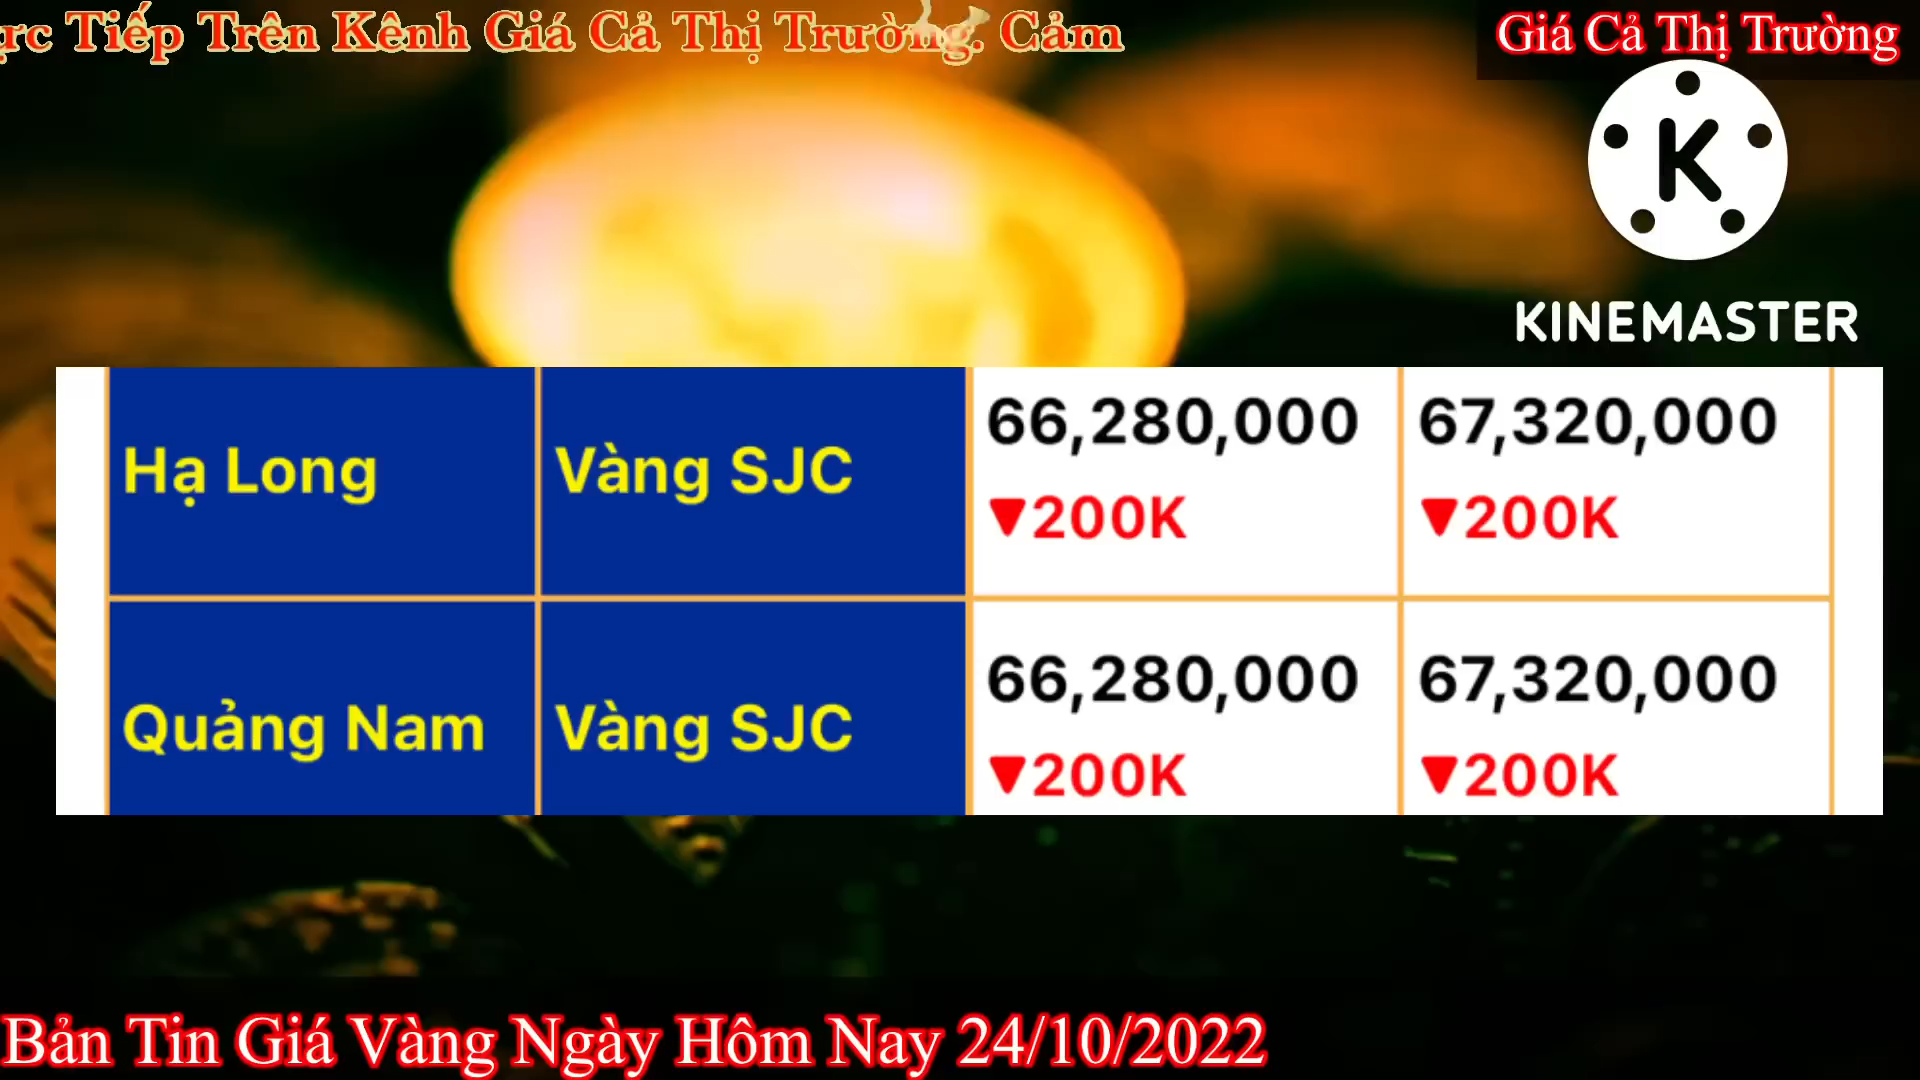 Tiếp Trên Kênh Giá Cả Thị Trường. Cảm
Giá Cả Thị Trường
K
KINEMASTER
Hạ Long Vàng SJC 66,280,000 67,320,000
▼200K ▼200K
Quảng Nam Vàng SJC 66,280,000 67,320,000
▼200K ▼200K
Bản Tin Giá Vàng Ngày Hôm Nay 24/10/2022